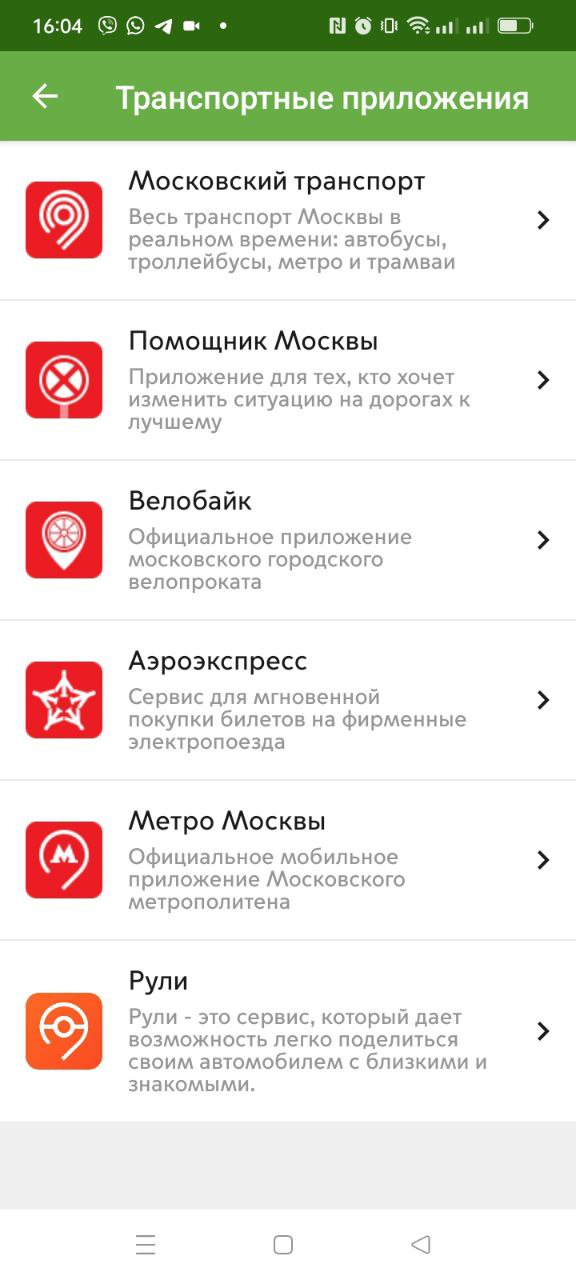 16:04
Транспортные приложения
Московский транспорт
Весь транспорт Москвы в
реальном времени: автобусы,
троллейбусы, метро и трамваи
Помощник Москвы
Приложение для тех, кто хочет
изменить ситуацию на дорогах к
лучшему
Велобайк
Официальное приложение
московского городского
велопроката
Аэроэкспресс
Сервис для мгновенной
покупки билетов на фирменные
электропоезда
Метро Москвы
Официальное мобильное
приложение Московского
метрополитена
Рули
Рули - это сервис, который дает
возможность легко поделиться
своим автомобилем с близкими и
знакомыми.